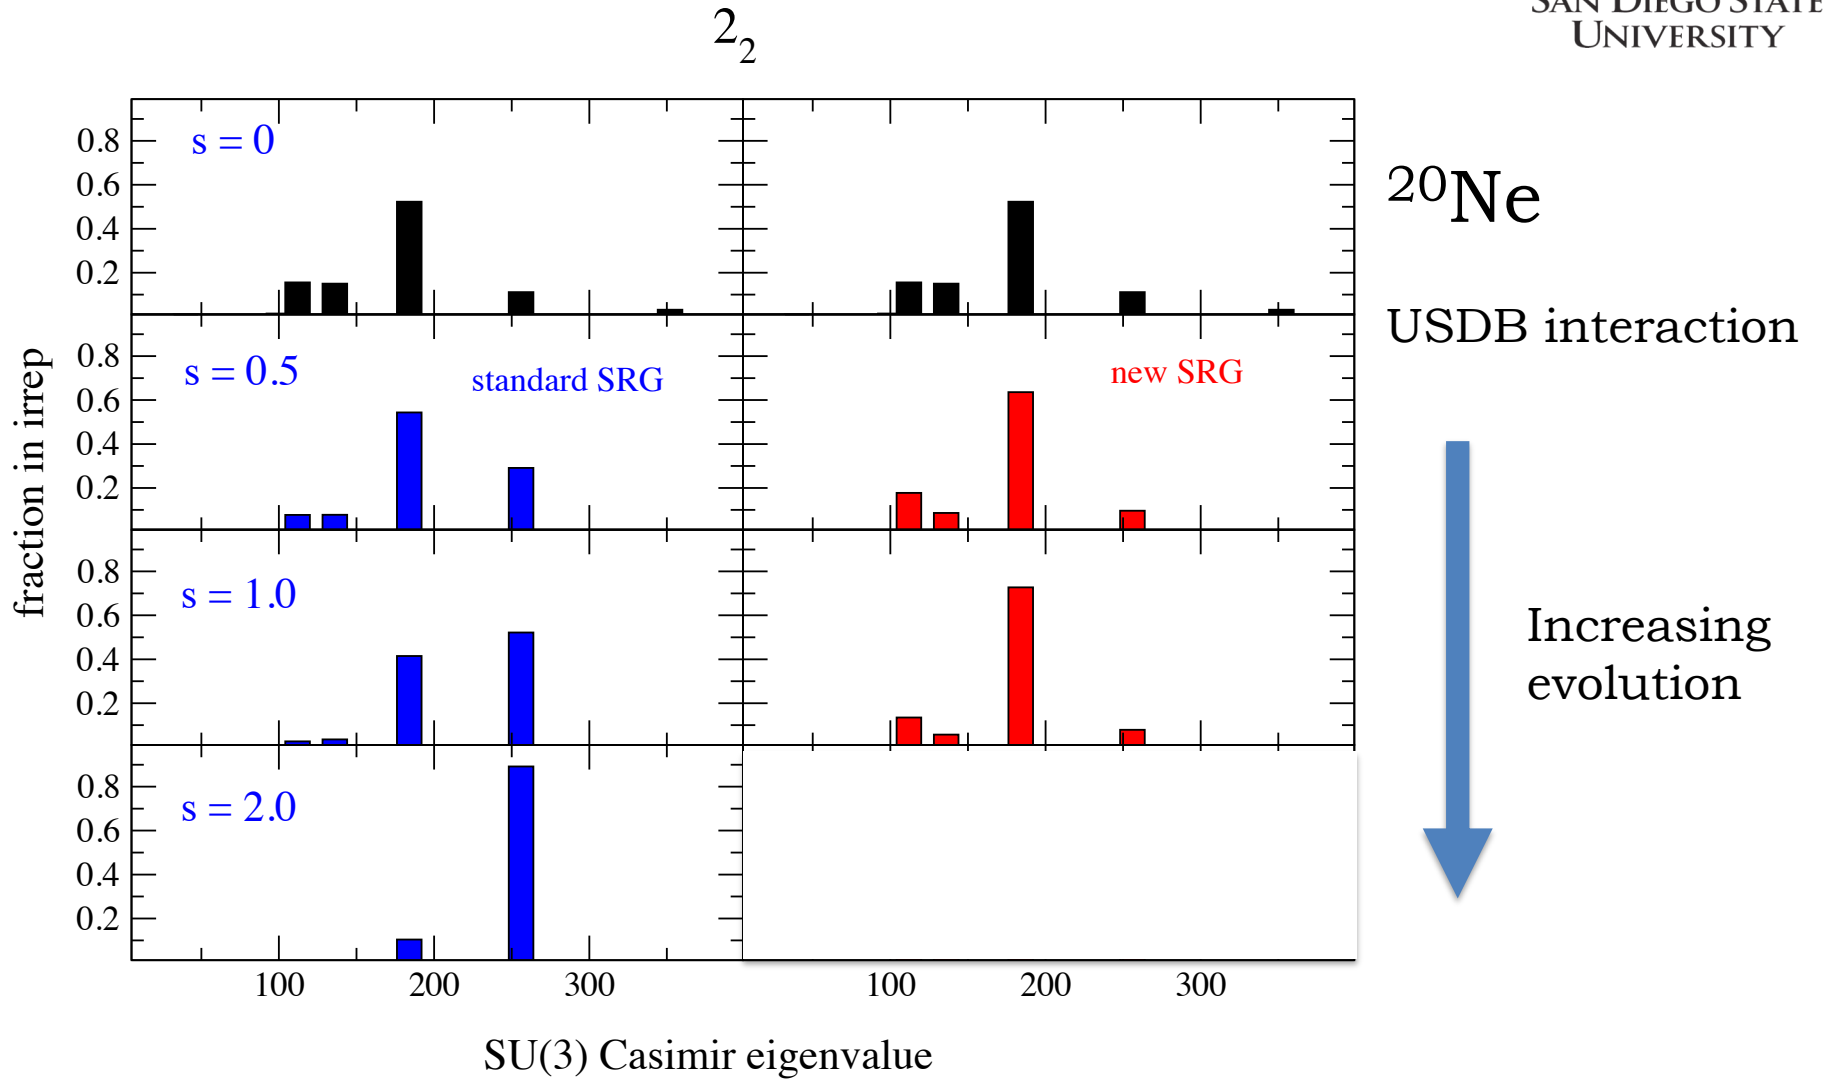 SAN DIEGO STATE
UNIVERSITY
2₂
s = 0
0.8
0.6
0.4
0.2
²⁰Ne
USDB interaction
s = 0.5
standard SRG
new SRG
0.8
0.6
0.4
0.2
fraction in irrep
s = 1.0
0.8
0.6
0.4
0.2
Increasing
evolution
s = 2.0
0.8
0.6
0.4
0.2
100 200 300 100 200 300
SU(3) Casimir eigenvalue